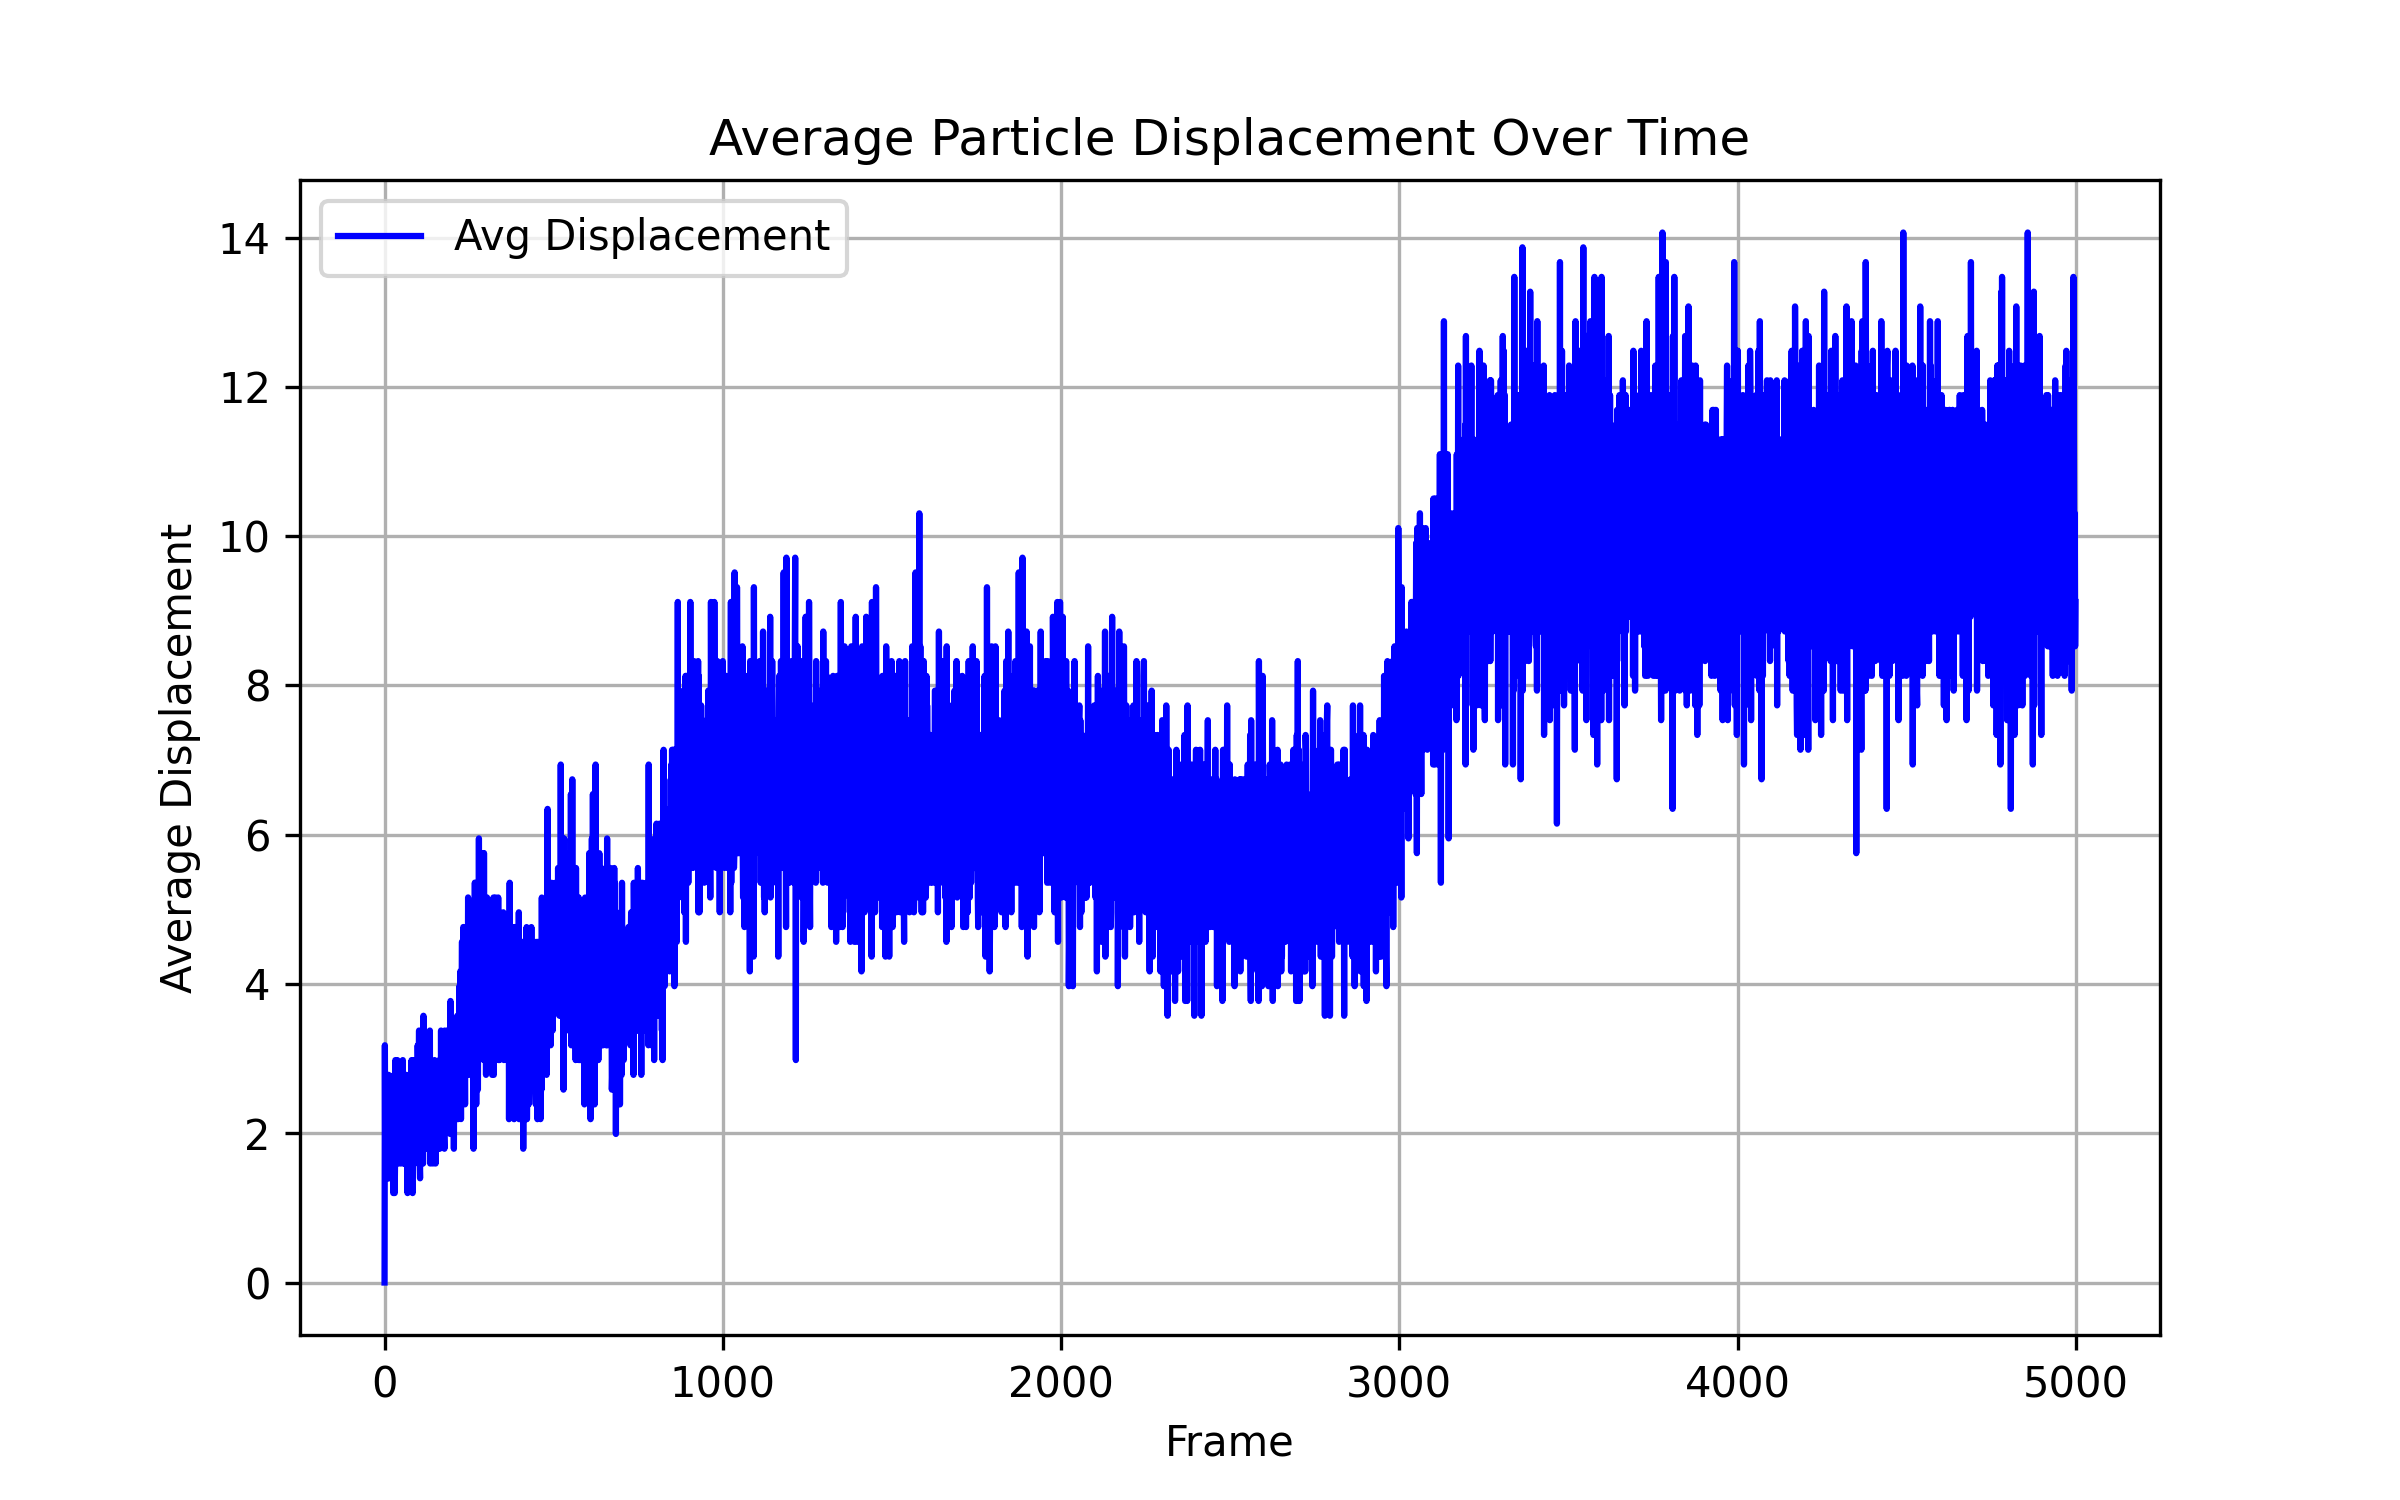 Average Particle Displacement Over Time
Avg Displacement
14
12
10
8
6
4
2
0
Average Displacement
0 1000 2000 3000 4000 5000
Frame